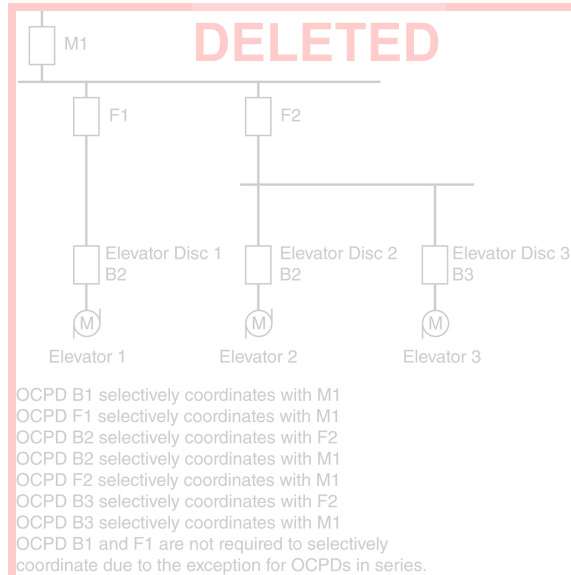 M1
DELETED
F1
F2
Elevator Disc 1
B2
Elevator Disc 2
B2
Elevator Disc 3
B3
M
M
M
Elevator 1
Elevator 2
Elevator 3
OCPD B1 selectively coordinates with M1
OCPD F1 selectively coordinates with M1
OCPD B2 selectively coordinates with F2
OCPD B2 selectively coordinates with M1
OCPD F2 selectively coordinates with M1
OCPD B3 selectively coordinates with F2
OCPD B3 selectively coordinates with M1
OCPD B1 and F1 are not required to selectively
coordinate due to the exception for OCPDs in series.